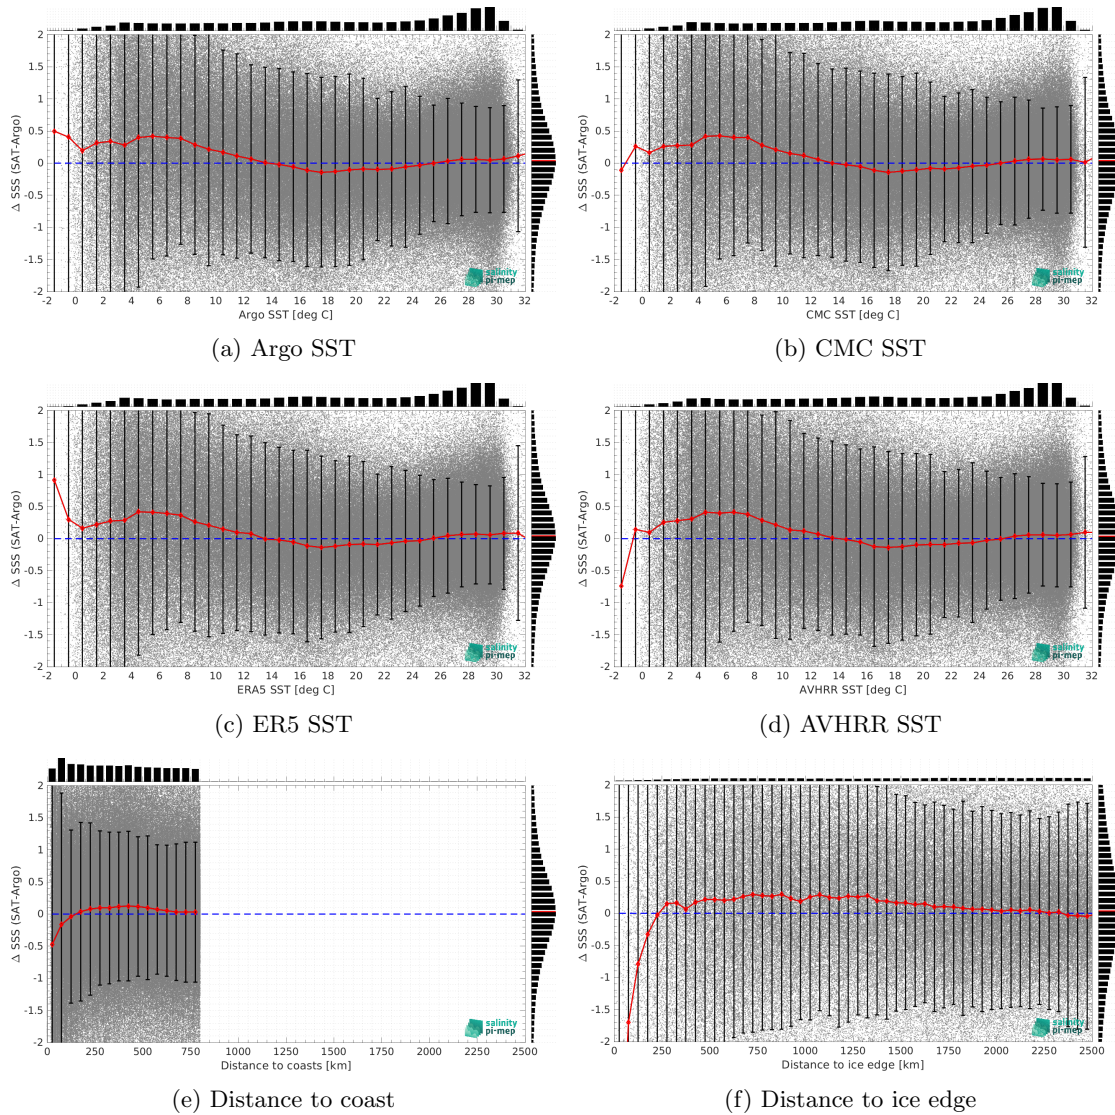 2
1.5
1
0.5
0
-0.5
-1
-1.5
-2
Δ SSS (SAT-Argo)
-2 0 2 4 6 8 10 12 14 16 18 20 22 24 26 28 30 32
Argo SST [deg C]
salinity
pi-mep
(a) Argo SST
2
1.5
1
0.5
0
-0.5
-1
-1.5
-2
Δ SSS (SAT-Argo)
-2 0 2 4 6 8 10 12 14 16 18 20 22 24 26 28 30 32
CMC SST [deg C]
salinity
pi-mep
(b) CMC SST
2
1.5
1
0.5
0
-0.5
-1
-1.5
-2
Δ SSS (SAT-Argo)
-2 0 2 4 6 8 10 12 14 16 18 20 22 24 26 28 30 32
ERA5 SST [deg C]
salinity
pi-mep
(c) ER5 SST
2
1.5
1
0.5
0
-0.5
-1
-1.5
-2
Δ SSS (SAT-Argo)
-2 0 2 4 6 8 10 12 14 16 18 20 22 24 26 28 30 32
AVHRR SST [deg C]
salinity
pi-mep
(d) AVHRR SST
2
1.5
1
0.5
0
-0.5
-1
-1.5
-2
Δ SSS (SAT-Argo)
0 250 500 750 1000 1250 1500 1750 2000 2250 2500
Distance to coasts [km]
salinity
pi-mep
(e) Distance to coast
2
1.5
1
0.5
0
-0.5
-1
-1.5
-2
Δ SSS (SAT-Argo)
0 250 500 750 1000 1250 1500 1750 2000 2250 2500
Distance to ice edge [km]
salinity
pi-mep
(f) Distance to ice edge